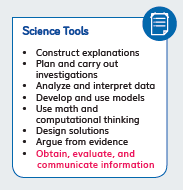 Science Tools
• Construct explanations
• Plan and carry out
investigations
• Analyze and interpret data
• Develop and use models
• Use math and
computational thinking
• Design solutions
• Argue from evidence
• Obtain, evaluate, and
communicate information